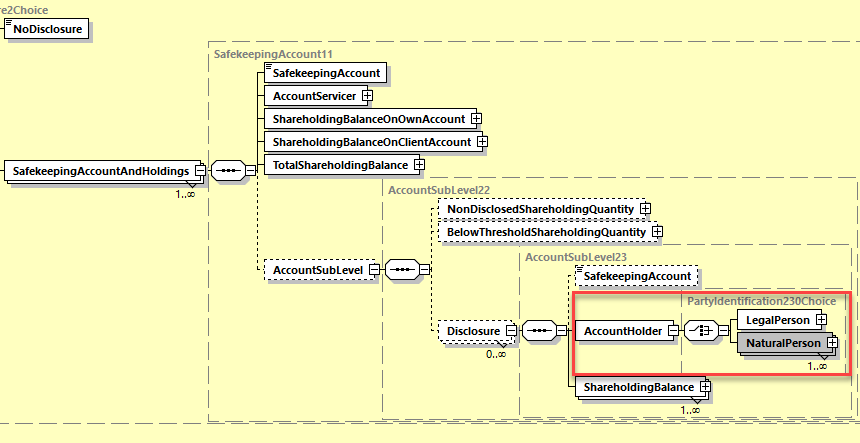 re2Choice
NoDisclosure
SafekeepingAccount11
SafekeepingAccount
AccountServicer
ShareholdingBalanceOnOwnAccount
ShareholdingBalanceOnClientAccount
TotalShareholdingBalance
SafekeepingAccountAndHoldings
1..∞
AccountSubLevel22
NonDisclosedShareholdingQuantity
BelowThresholdShareholdingQuantity
AccountSubLevel23
AccountSubLevel
SafekeepingAccount
PartyIdentification230Choice
LegalPerson
Disclosure
AccountHolder
NaturalPerson
0..∞
1..∞
ShareholdingBalance
1..∞